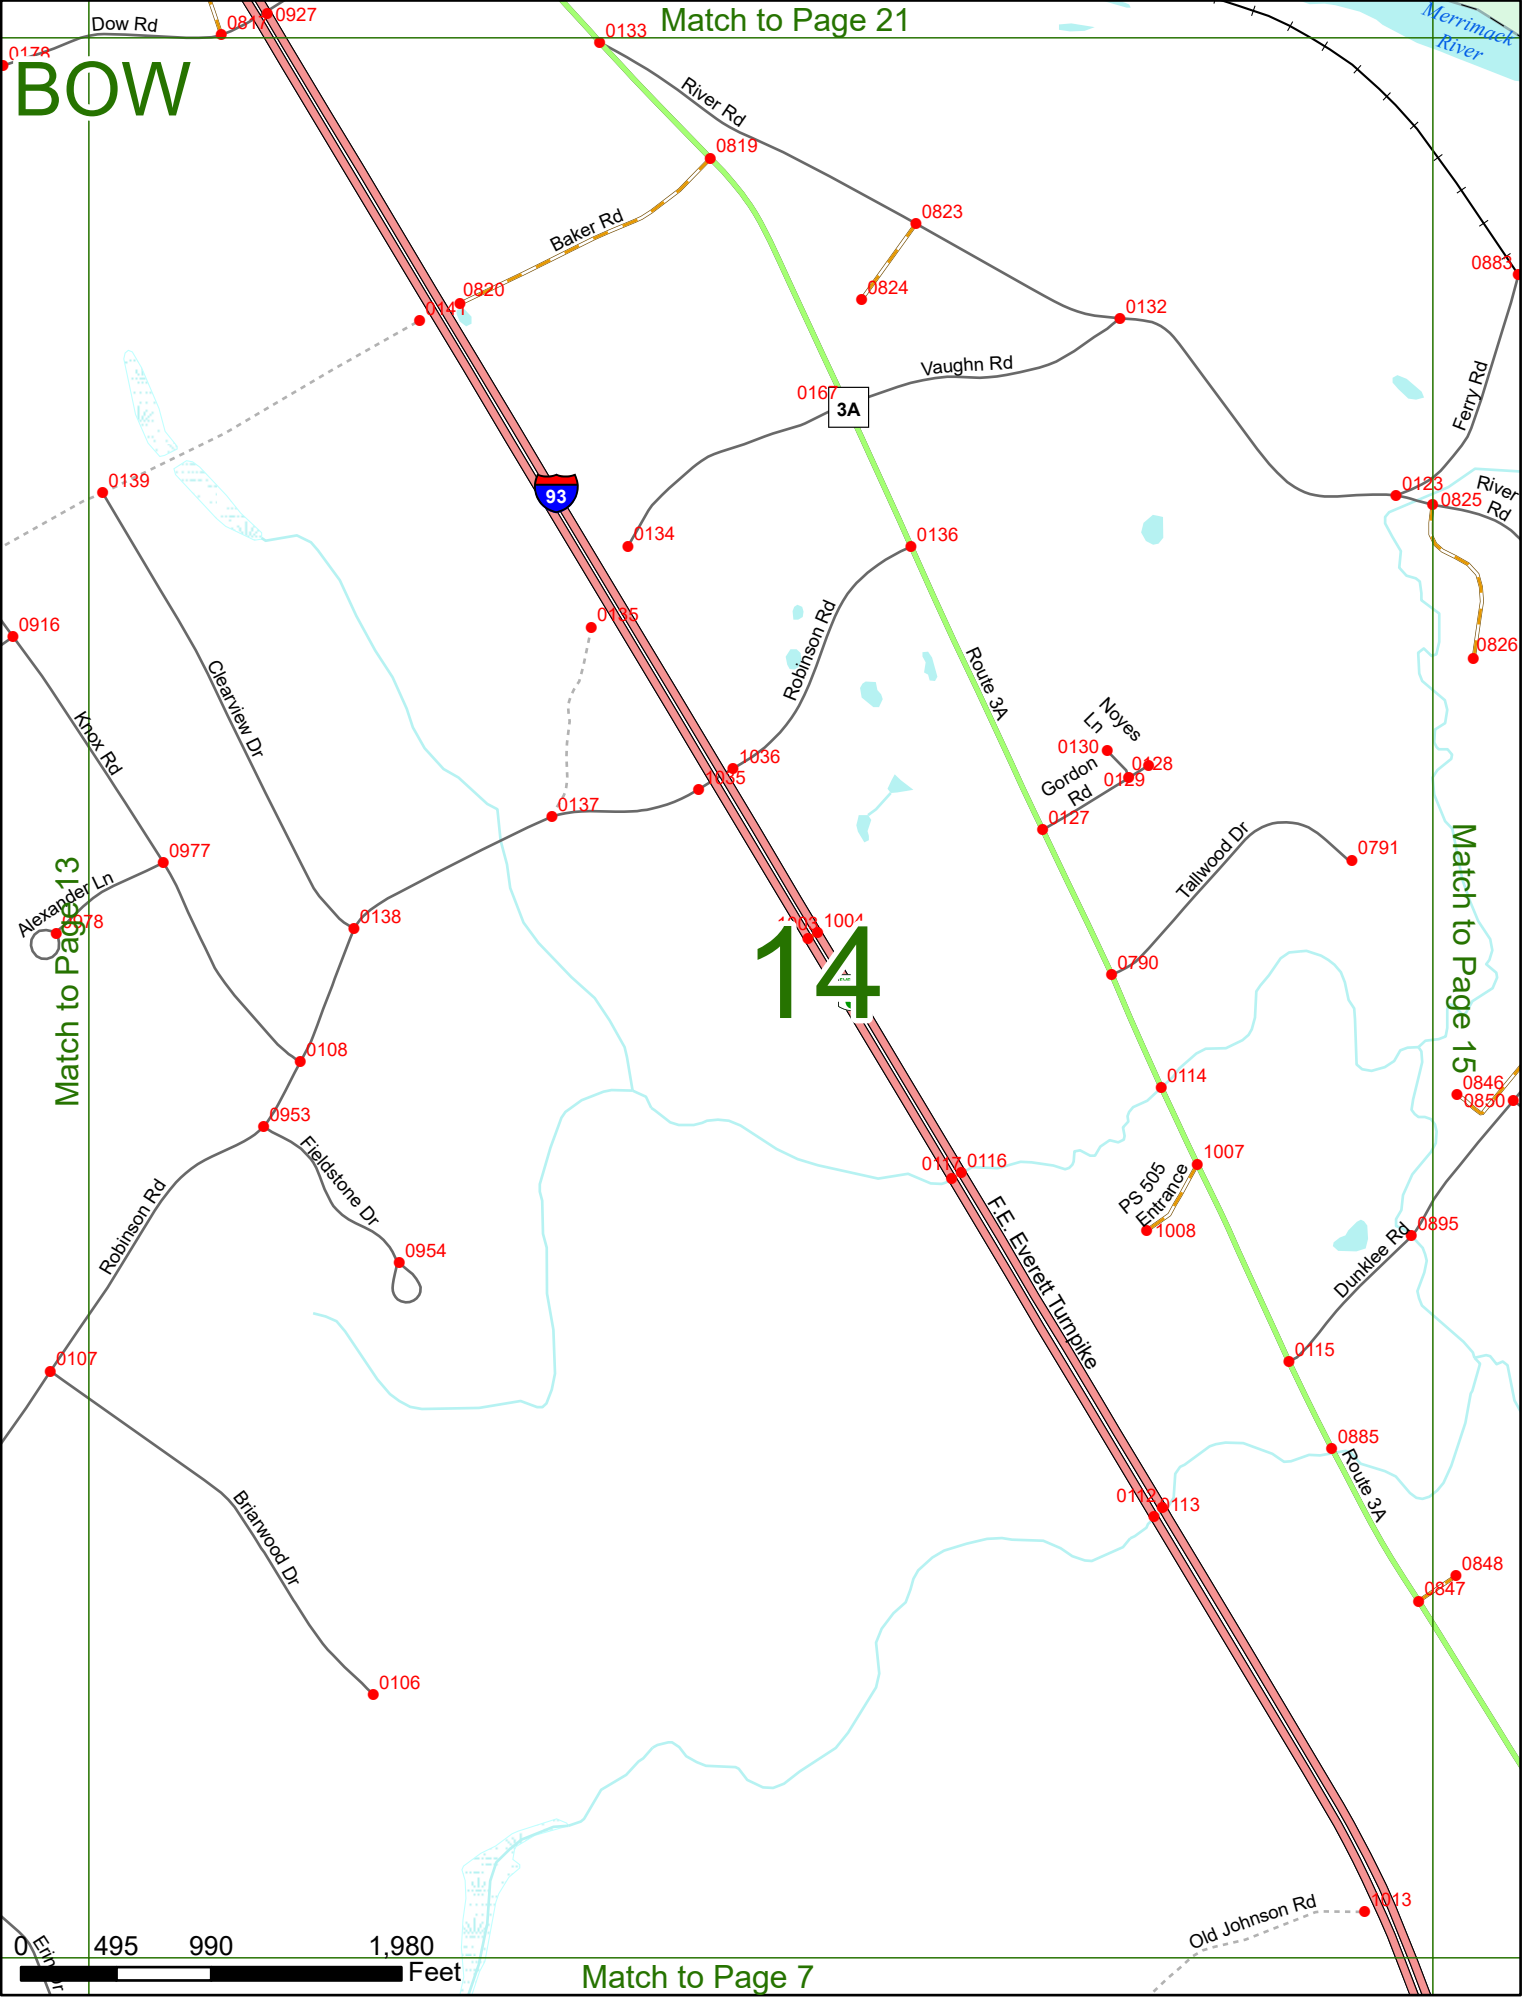 Match to Page 21
Merrimack
River
Dow Rd
0817
0927
0133
0178
BOW
River Rd
0819
Baker Rd
0823
0883
0824
0820
0141
0132
Vaughn Rd
0167
3A
Ferry Rd
0139
93
0123
0825
River
Rd
0134
0136
0135
0916
0826
Robinson Rd
Route 3A
Clearview Dr
Knox Rd
Noyes
Ln
0130
0128
0129
Gordon
Rd
1036
1035
0137
0127
Tallwood Dr
0791
0977
Alexander Ln
0978
Match to Page 13
Match to Page 15
0138
1003
1004
14
0790
0108
0114
0846
0850
0953
Fieldstone Dr
1007
0117
0116
PS 505
Entrance
1008
Robinson Rd
F.E. Everett Turnpike
0895
Dunklee Rd
0954
0115
0107
0885
Route 3A
Briarwood Dr
0112
0113
0848
0847
0106
1013
Old Johnson Rd
Erin Dr
0 495 990 1,980
Feet
Match to Page 7